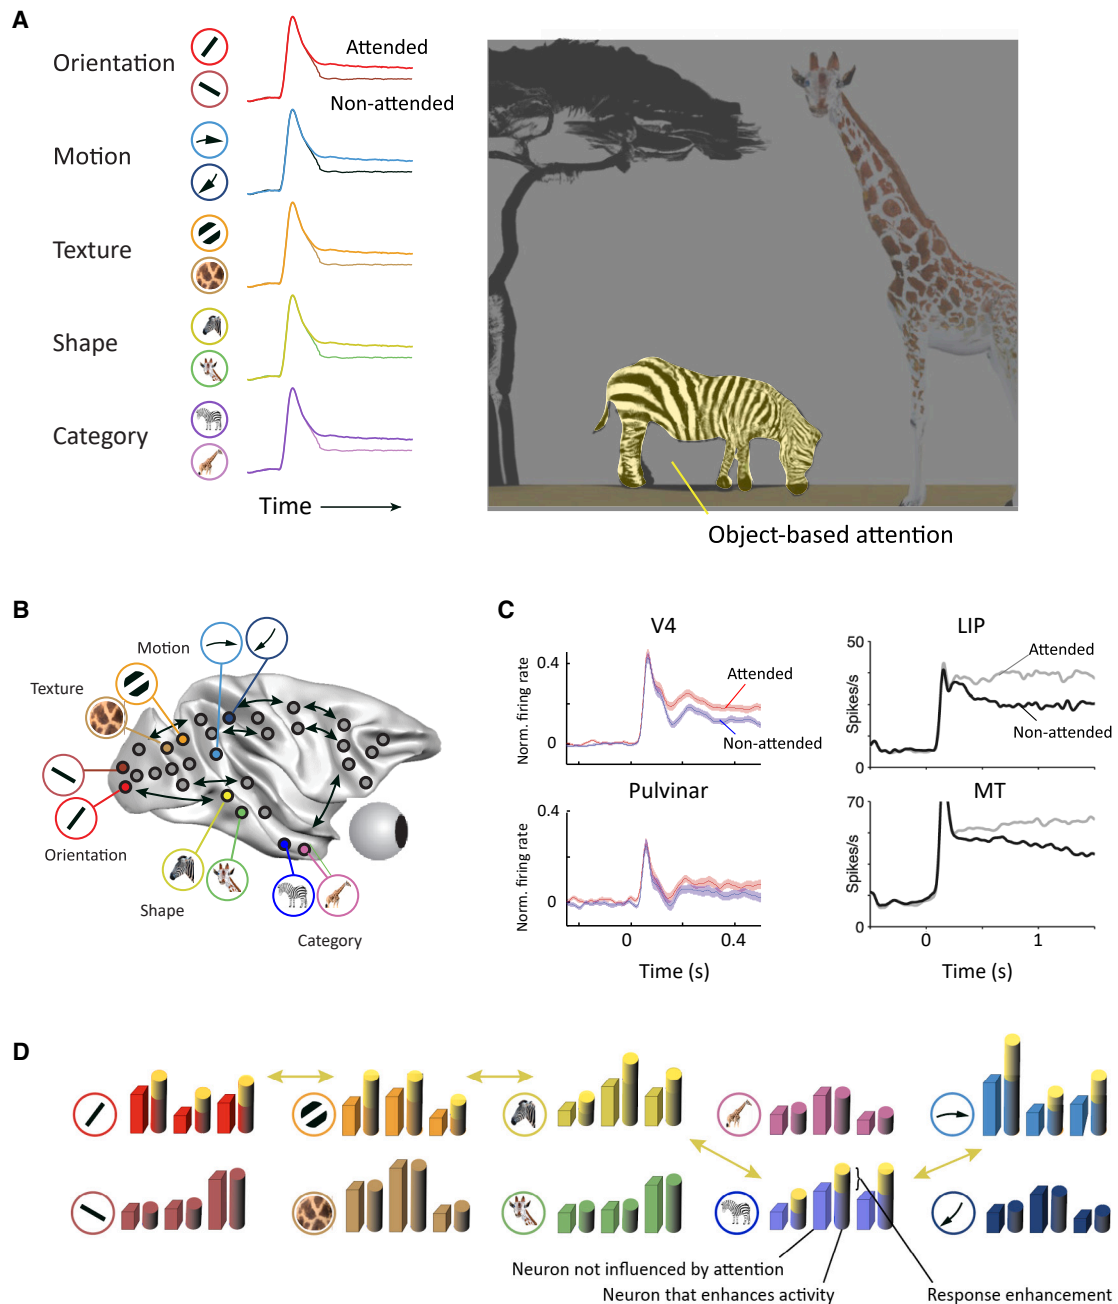 A
Orientation
Attended
Non-attended
Motion
Texture
Shape
Category
Time
Object-based attention
B
Motion
Texture
Orientation
Shape
Category
C
V4
Norm. firing rate
0.4
0
Attended
Non-attended
LIP
Spikes/s
50
0
Attended
Non-attended
Pulvinar
Norm. firing rate
0.4
0
0
0.4
Time (s)
MT
Spikes/s
70
0
0
1
Time (s)
D
Neuron not influenced by attention
Neuron that enhances activity
Response enhancement